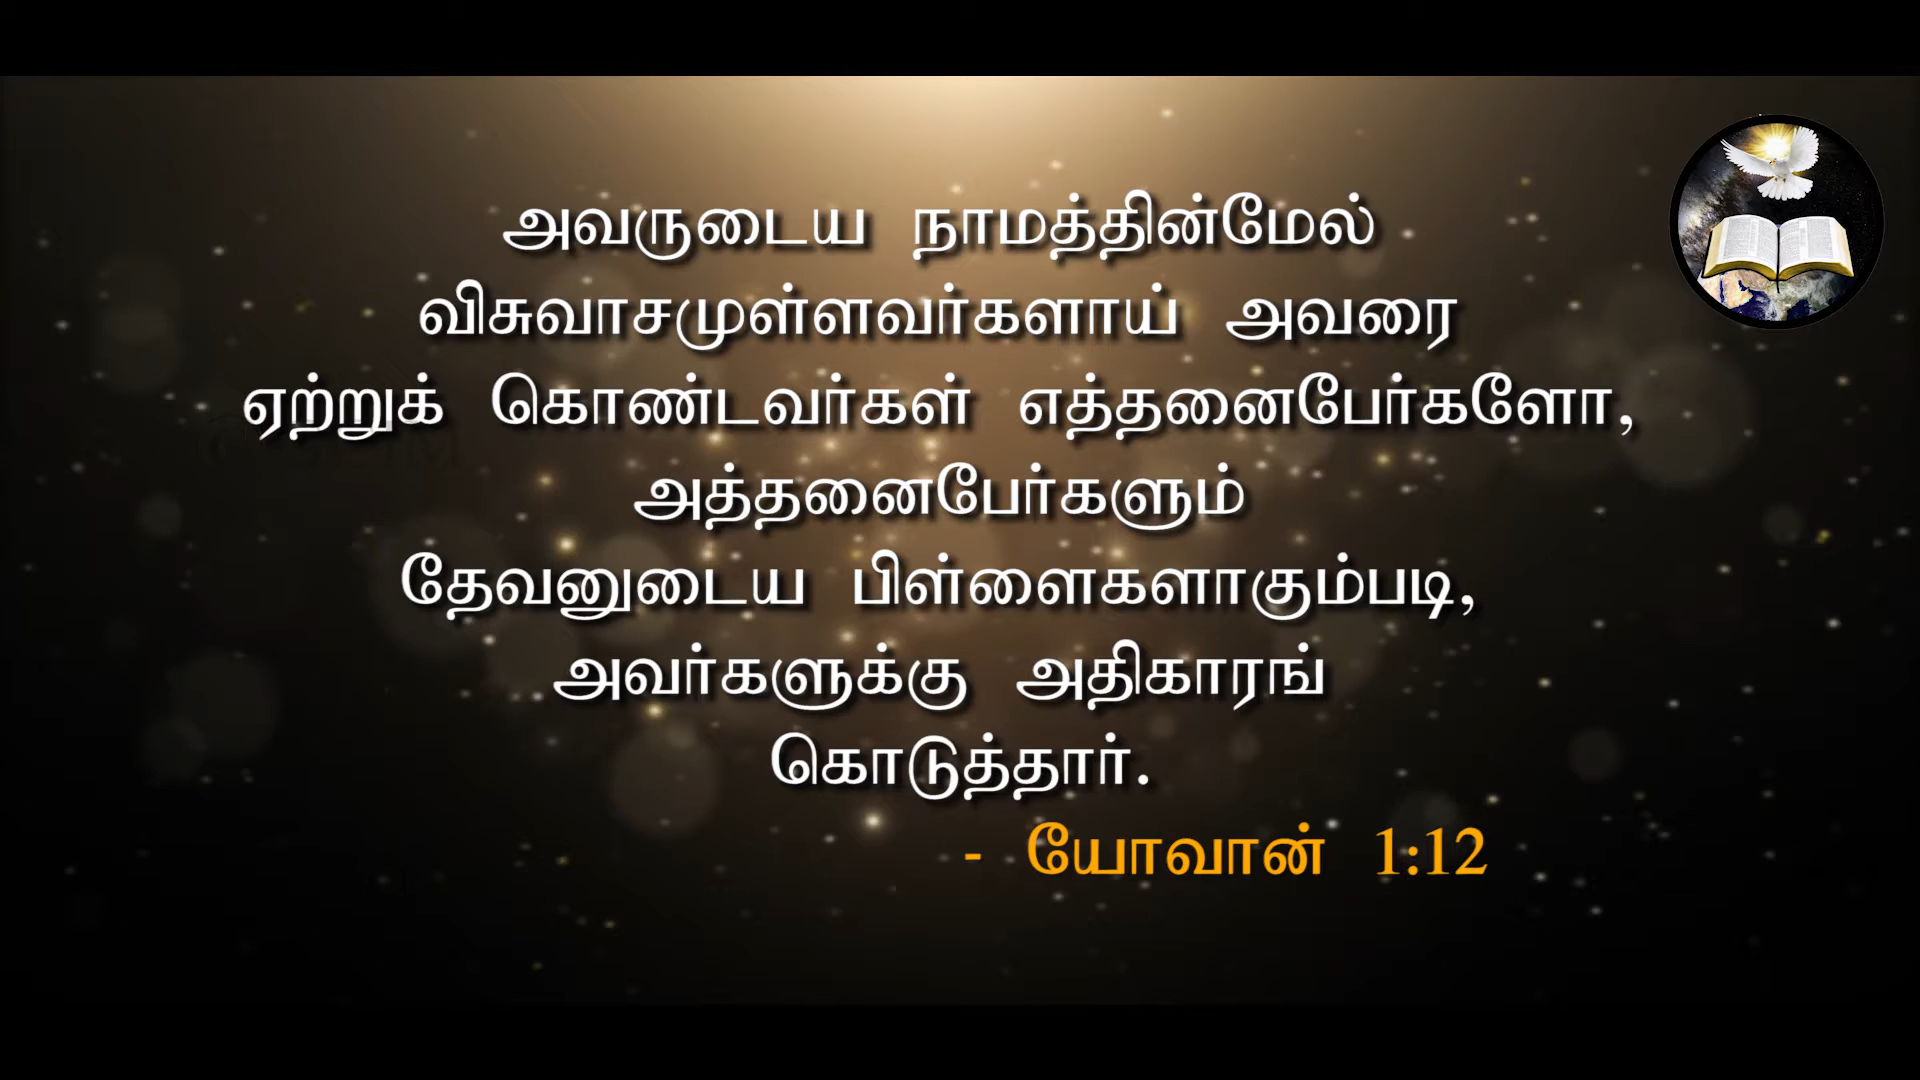 அவருடைய நாமத்தின்மேல்
விசுவாசமுள்ளவர்களாய் அவரை
ஏற்றுக் கொண்டவர்கள் எத்தனைபேர்களோ,
அத்தனைபேர்களும்
தேவனுடைய பிள்ளைகளாகும்படி,
அவர்களுக்கு அதிகாரங்
கொடுத்தார்.
- யோவான் 1:12